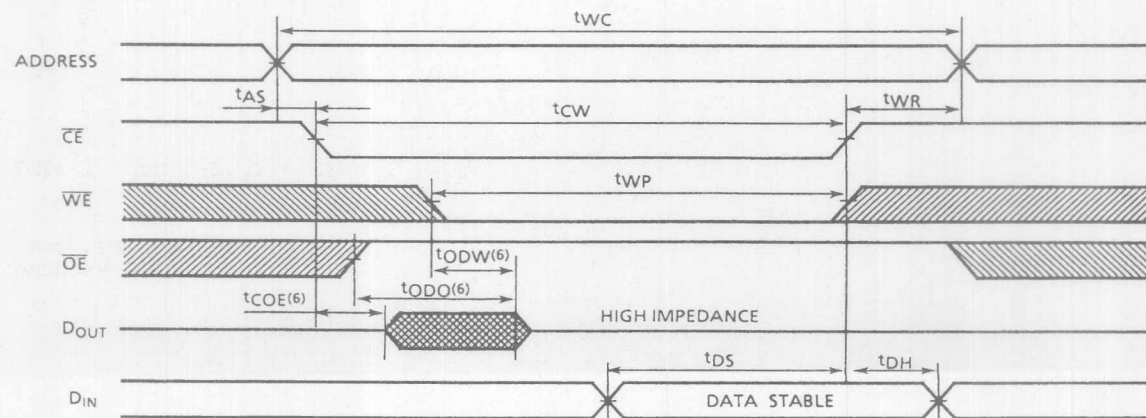 tWC
ADDRESS
tAS
tCW
tWR
CE
tWP
WE
OE
tODW(6)
tODO(6)
tCOE(6)
DOUT
HIGH IMPEDANCE
tDS
tDH
DIN
DATA STABLE